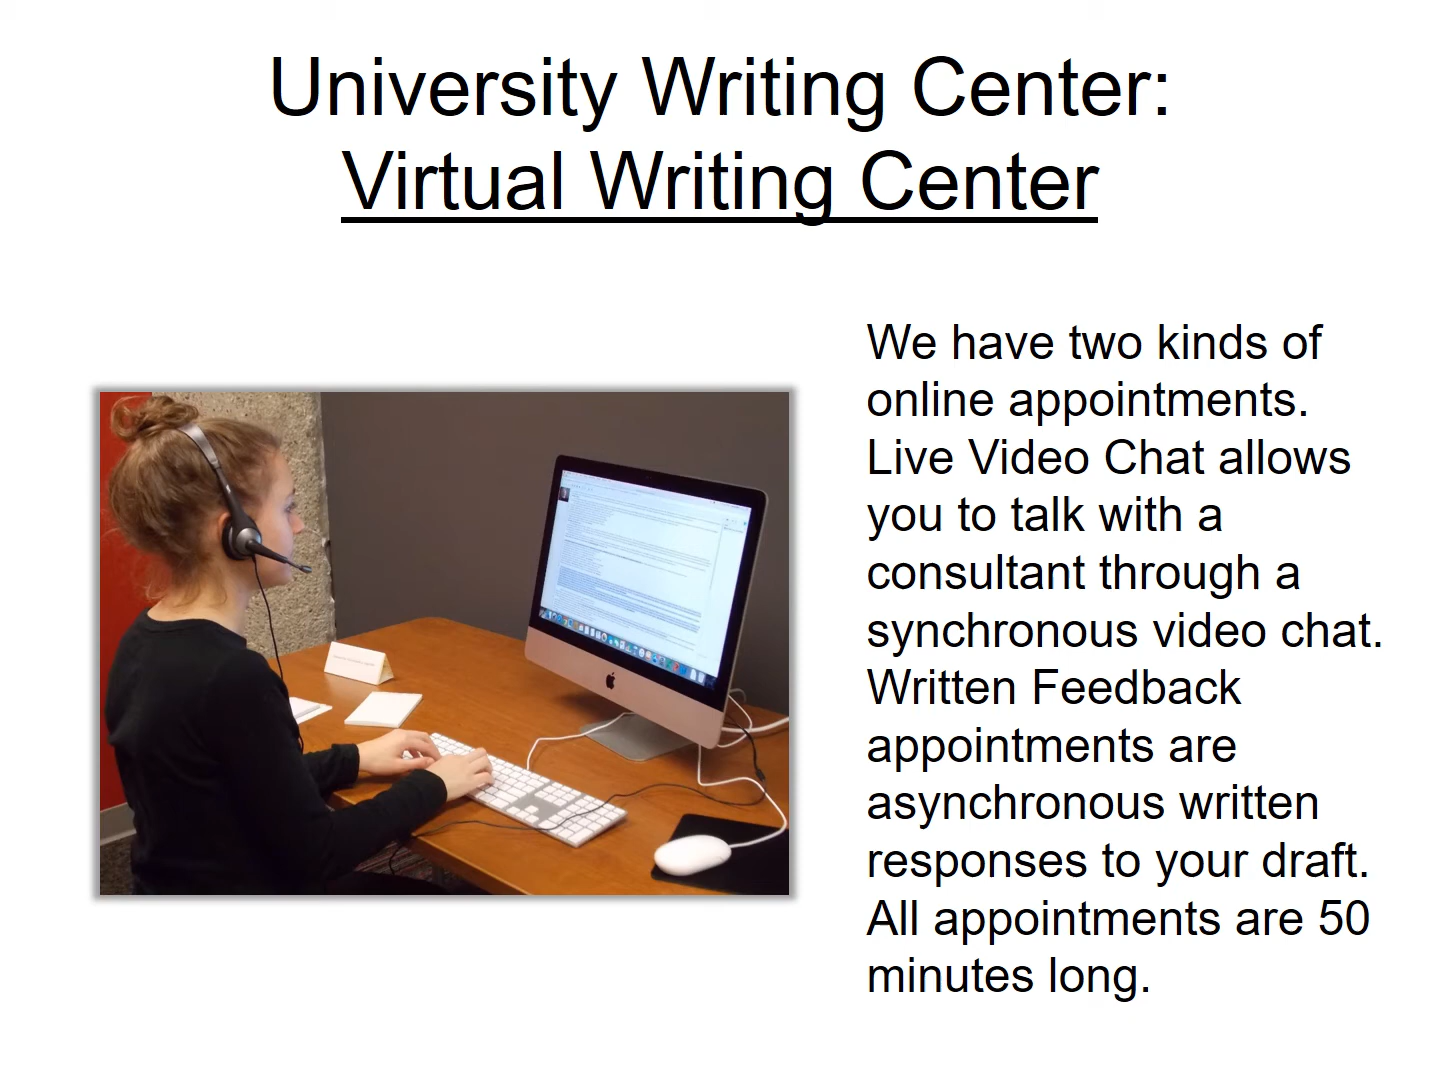 University Writing Center:
Virtual Writing Center
We have two kinds of
online appointments.
Live Video Chat allows
you to talk with a
consultant through a
synchronous video chat.
Written Feedback
appointments are
asynchronous written
responses to your draft.
All appointments are 50
minutes long.